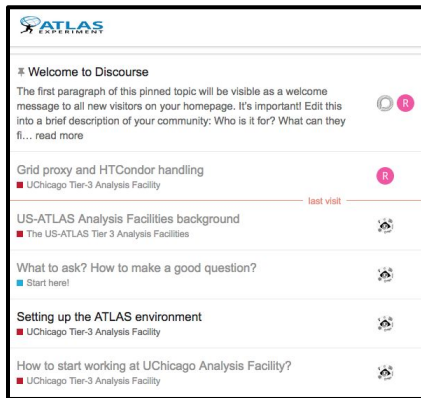 ATLAS
EXPERIMENT
Welcome to Discourse
The first paragraph of this pinned topic will be visible as a welcome
message to all new visitors on your homepage. It's important! Edit this
into a brief description of your community: Who is it for? What can they
fi... read more
R
Grid proxy and HTCondor handling
R
UChicago Tier-3 Analysis Facility
last visit
US-ATLAS Analysis Facilities background
The US-ATLAS Tier 3 Analysis Facilities
What to ask? How to make a good question?
Start here!
Setting up the ATLAS environment
UChicago Tier-3 Analysis Facility
How to start working at UChicago Analysis Facility?
UChicago Tier-3 Analysis Facility